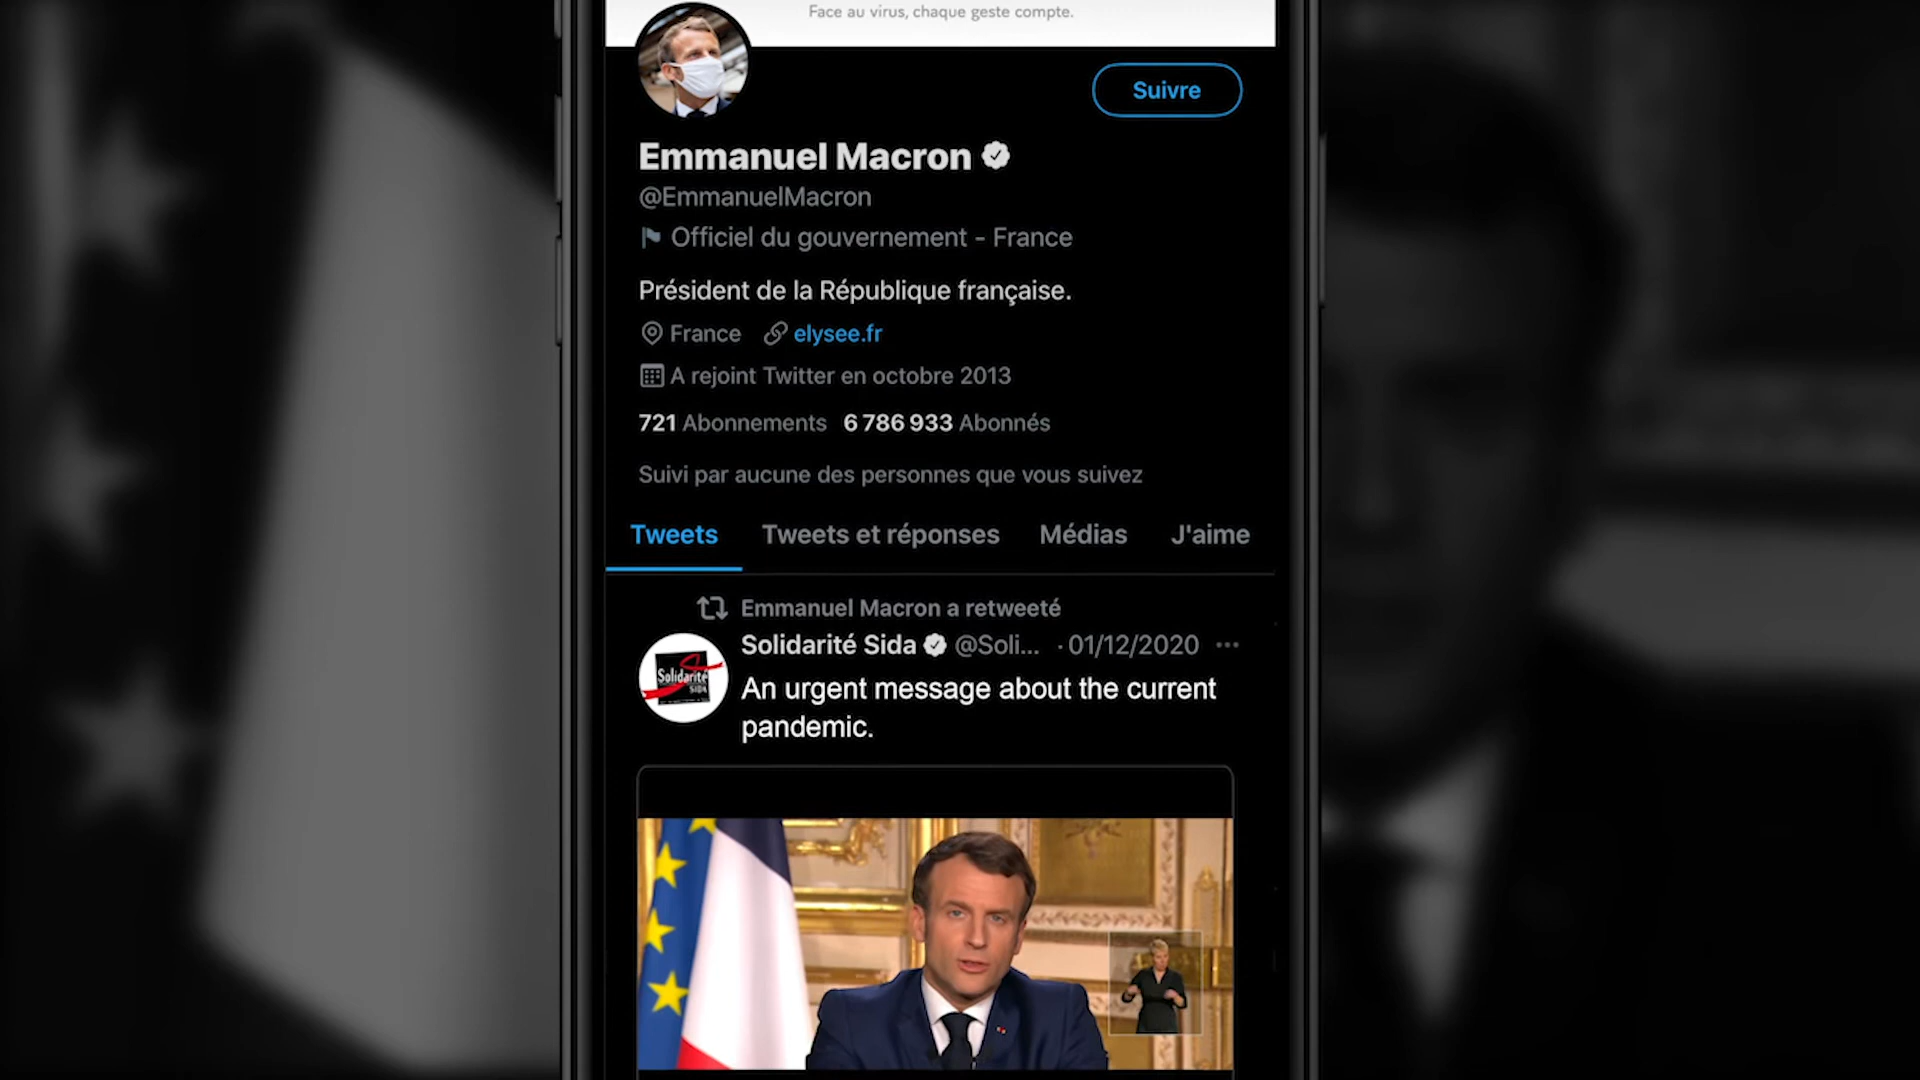 Face au virus, chaque geste compte.
Suivre
Emmanuel Macron
@EmmanuelMacron
Officiel du gouvernement - France
Président de la République française.
France elysee.fr
A rejoint Twitter en octobre 2013
721 Abonnements 6 786 933 Abonnés
Suivi par aucune des personnes que vous suivez
Tweets Tweets et réponses Médias J'aime
Emmanuel Macron a retweeté
Solidarité Sida @Soli... · 01/12/2020 ...
Solidarité
SIDA
An urgent message about the current
pandemic.